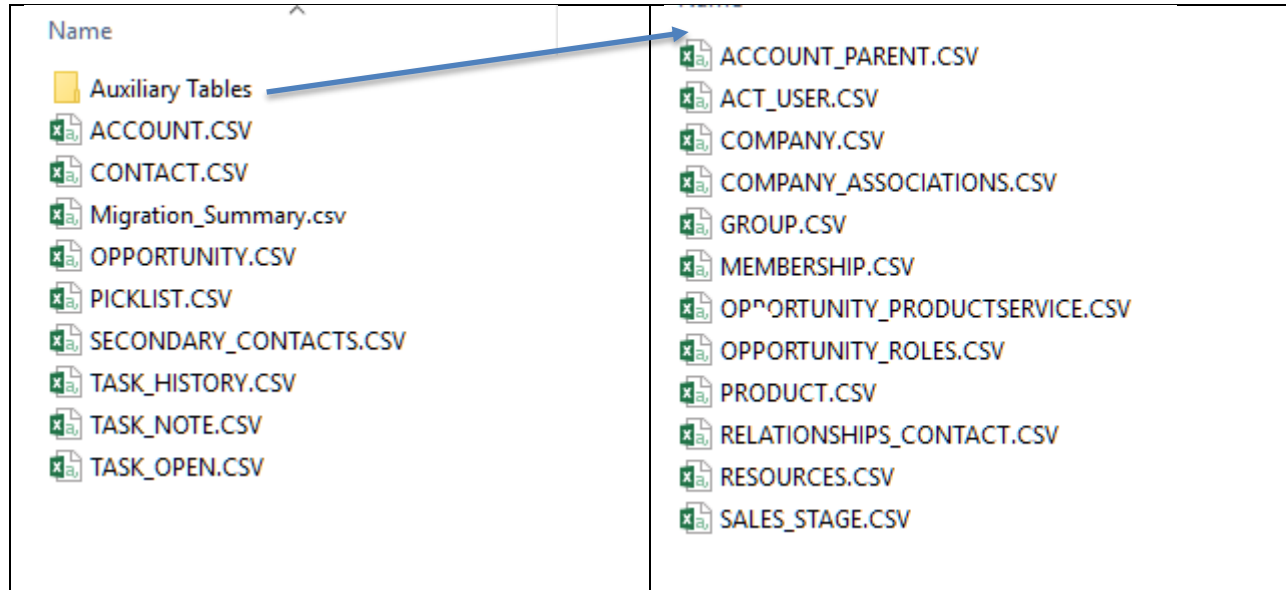 Name
Auxiliary Tables
ACCOUNT.CSV
CONTACT.CSV
Migration_Summary.csv
OPPORTUNITY.CSV
PICKLIST.CSV
SECONDARY_CONTACTS.CSV
TASK_HISTORY.CSV
TASK_NOTE.CSV
TASK_OPEN.CSV
ACCOUNT_PARENT.CSV
ACT_USER.CSV
COMPANY.CSV
COMPANY_ASSOCIATIONS.CSV
GROUP.CSV
MEMBERSHIP.CSV
OPPORTUNITY_PRODUCTSERVICE.CSV
OPPORTUNITY_ROLES.CSV
PRODUCT.CSV
RELATIONSHIPS_CONTACT.CSV
RESOURCES.CSV
SALES_STAGE.CSV